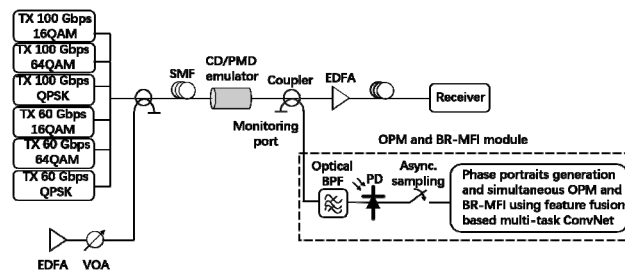 TX 100 Gbps
16QAM
TX 100 Gbps
64QAM
TX 100 Gbps
QPSK
TX 60 Gbps
16QAM
TX 60 Gbps
64QAM
TX 60 Gbps
QPSK
EDFA
VOA
SMF
CD/PMD
emulator
Coupler
Monitoring
port
EDFA
Receiver
OPM and BR-MFI module
Optical
BPF
PD
Async.
sampling
Phase portraits generation
and simultaneous OPM and
BR-MFI using feature fusion
based multi-task ConvNet